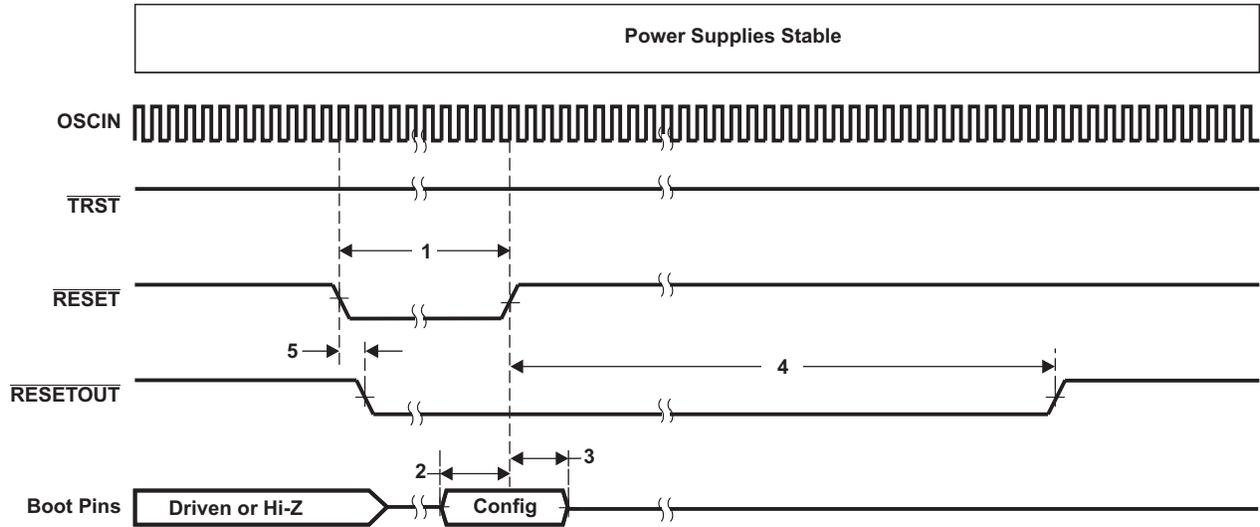 Power Supplies Stable
OSCIN
TRST
1
RESET
5
4
RESETOUT
2
3
Boot Pins
Driven or Hi-Z
Config